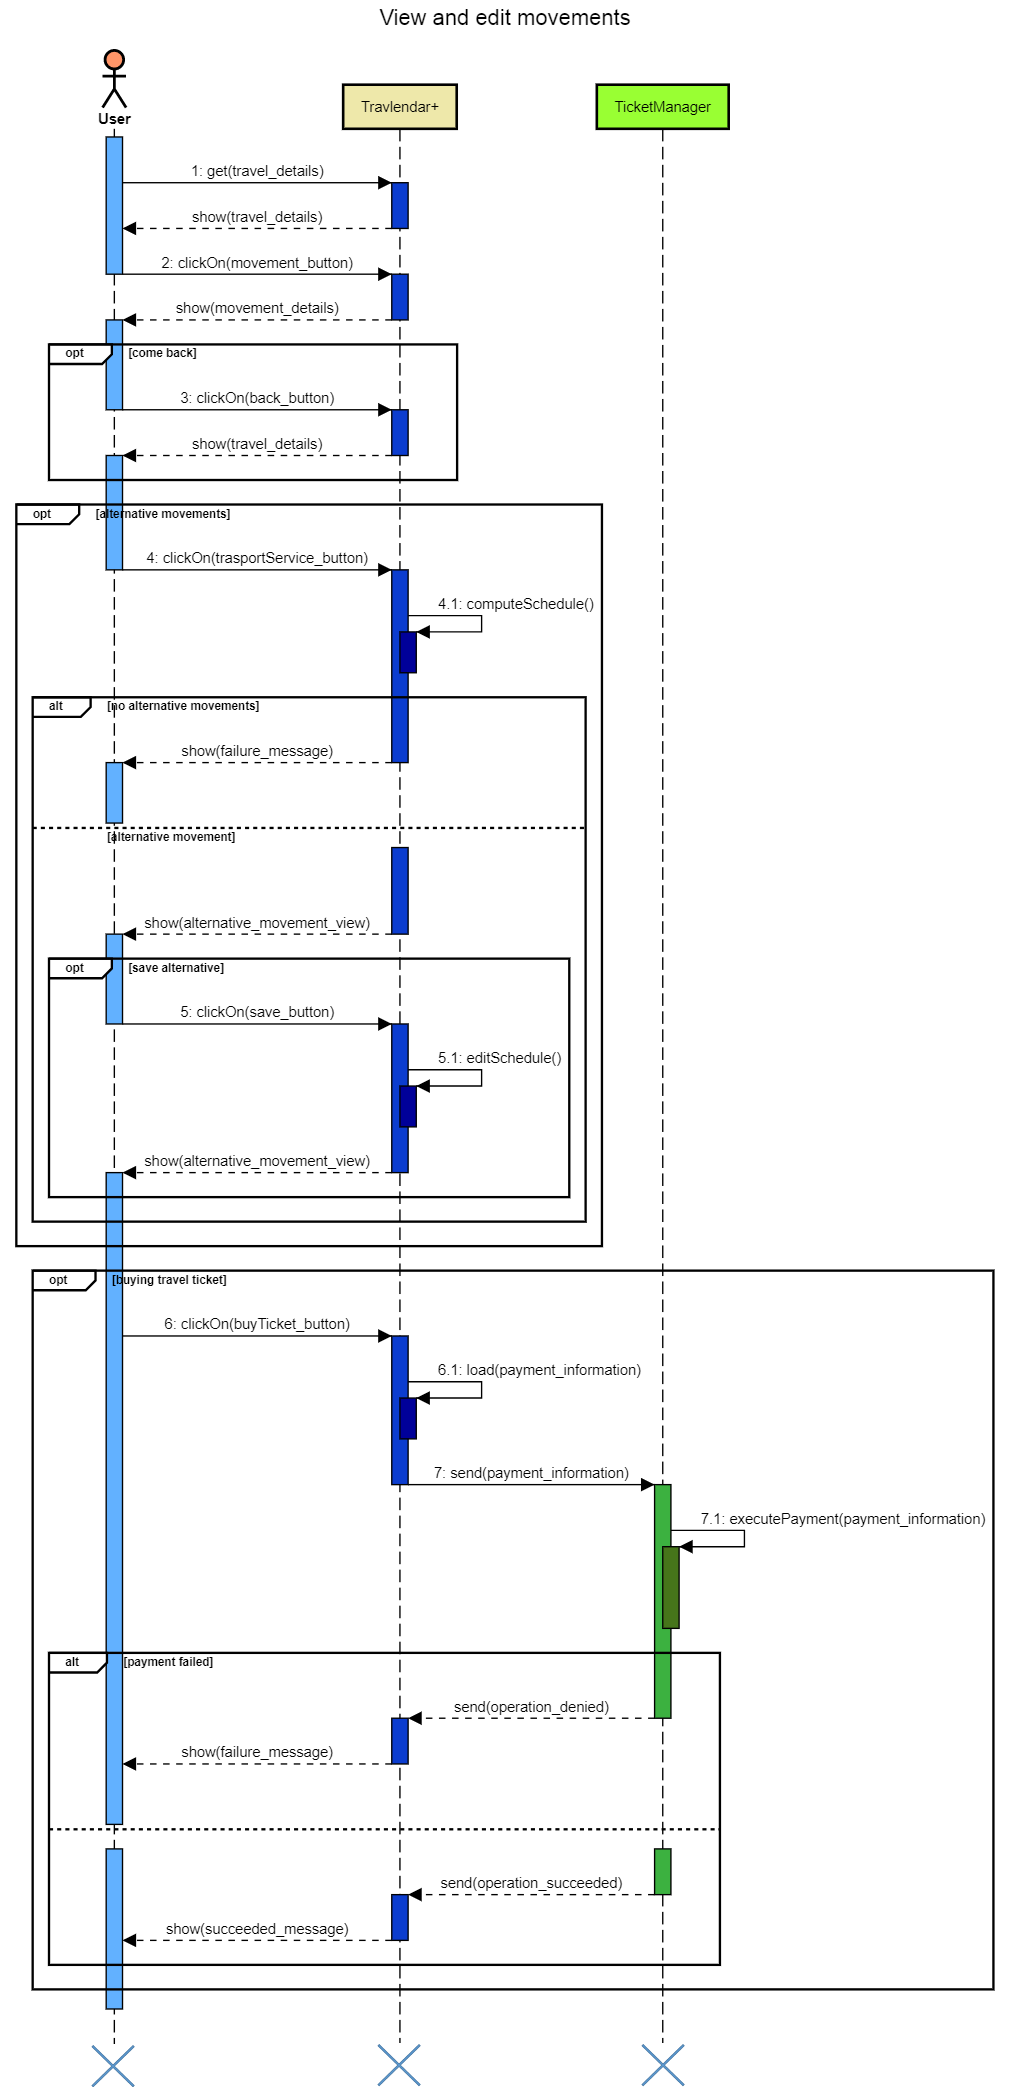 View and edit movements
User
Travlendar+
TicketManager
1: get(travel_details)
show(travel_details)
2: clickOn(movement_button)
show(movement_details)
opt
[come back]
3: clickOn(back_button)
show(travel_details)
opt
[alternative movements]
4: clickOn(trasportService_button)
4.1: computeSchedule()
alt
[no alternative movements]
show(failure_message)
[alternative movement]
show(alternative_movement_view)
opt
[save alternative]
5: clickOn(save_button)
5.1: editSchedule()
show(alternative_movement_view)
opt
[buying travel ticket]
6: clickOn(buyTicket_button)
6.1: load(payment_information)
7: send(payment_information)
7.1: executePayment(payment_information)
alt
[payment failed]
send(operation_denied)
show(failure_message)
send(operation_succeeded)
show(succeeded_message)